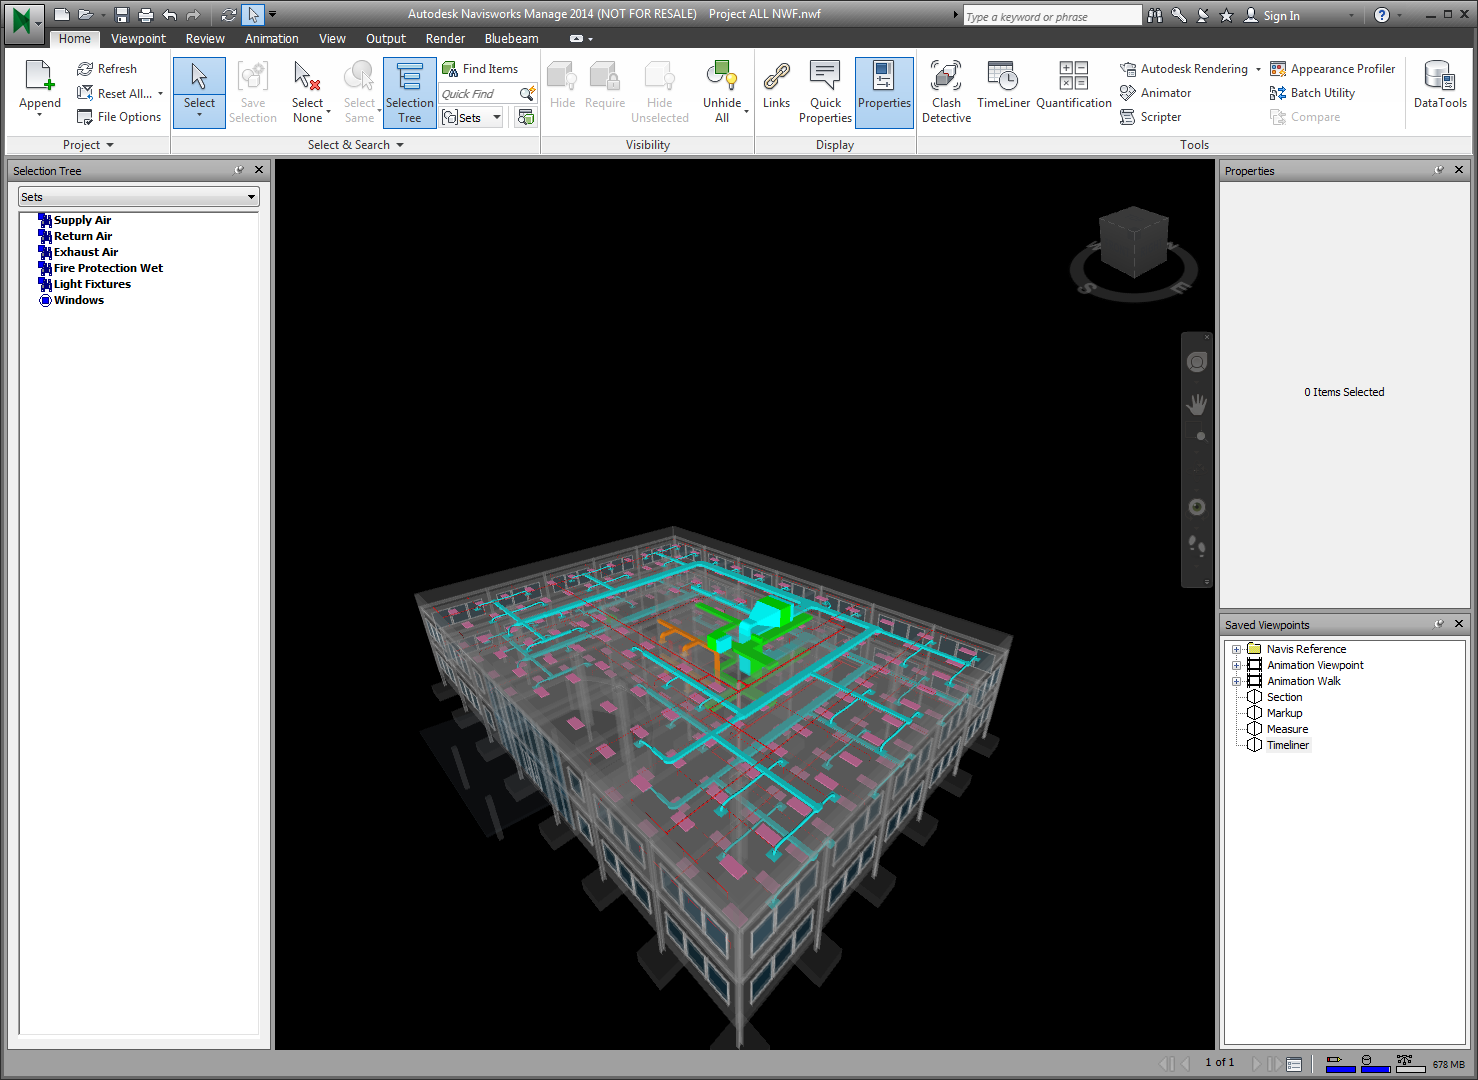 Autodesk Navisworks Manage 2014 (NOT FOR RESALE) Project ALL NWF.nwf
Type a keyword or phrase
Sign In
Home Viewpoint Review Animation View Output Render Bluebeam
Append
Refresh
Reset All...
File Options
Project
Select
Save Selection
Select None
Select Same
Selection Tree
Find Items
Quick Find
Sets
Select & Search
Hide
Require
Hide Unselected
Unhide All
Visibility
Links
Quick Properties
Properties
Display
Clash Detective
TimeLiner
Quantification
Autodesk Rendering
Animator
Scripter
Appearance Profiler
Batch Utility
Compare
DataTools
Tools
Selection Tree
Sets
Supply Air
Return Air
Exhaust Air
Fire Protection Wet
Light Fixtures
Windows
S
E
N
Properties
0 Items Selected
Saved Viewpoints
Navis Reference
Animation Viewpoint
Animation Walk
Section
Markup
Measure
Timeliner
1 of 1
678 MB